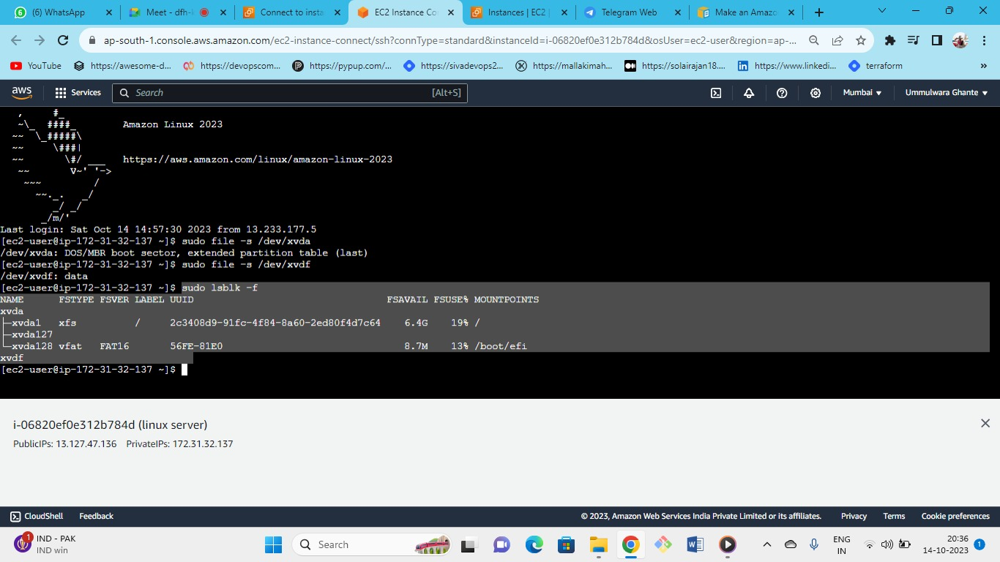 (6) WhatsApp
Meet - dfh-
Connect to insta
EC2 Instance Co
Instances | EC2
Telegram Web
Make an Amazo
ap-south-1.console.aws.amazon.com/ec2-instance-connect/ssh?connType=standard&instanceId=i-06820ef0e312b784d&osUser=ec2-user&region=ap-...
YouTube
https://awesome-d...
https://devopscom...
https://pypup.com/...
https://sivadevops2...
https://mallakimah...
https://solairajan18....
https://www.linkedi...
terraform
aws
Services
Search
[Alt+S]
Mumbai
Ummulwara Ghante
   ,     #_
   ~\_  ####_        Amazon Linux 2023
  ~~  \_#####\
  ~~     \###|
  ~~       \#/ ___   https://aws.amazon.com/linux/amazon-linux-2023
   ~~       V~' '->
    ~~~         /
      ~~._.   _/
         _/ _/
       _/m/'
Last login: Sat Oct 14 14:57:30 2023 from 13.233.177.5
[ec2-user@ip-172-31-32-137 ~]$ sudo file -s /dev/xvda
/dev/xvda: DOS/MBR boot sector, extended partition table (last)
[ec2-user@ip-172-31-32-137 ~]$ sudo file -s /dev/xvdf
/dev/xvdf: data
[ec2-user@ip-172-31-32-137 ~]$ sudo lsblk -f
NAME      FSTYPE FSVER LABEL UUID                                 FSAVAIL FSUSE% MOUNTPOINTS
xvda
├─xvda1   xfs          /     2c3408d9-91fc-4f84-8a60-2ed80f4d7c64    6.4G    19% /
├─xvda127
└─xvda128 vfat   FAT16       56FE-81E0                               8.7M    13% /boot/efi
xvdf
[ec2-user@ip-172-31-32-137 ~]$
i-06820ef0e312b784d (linux server)
PublicIPs: 13.127.47.136 PrivateIPs: 172.31.32.137
CloudShell
Feedback
© 2023, Amazon Web Services India Private Limited or its affiliates.
Privacy
Terms
Cookie preferences
1
IND - PAK
IND win
Search
ENG
IN
20:36
14-10-2023
1